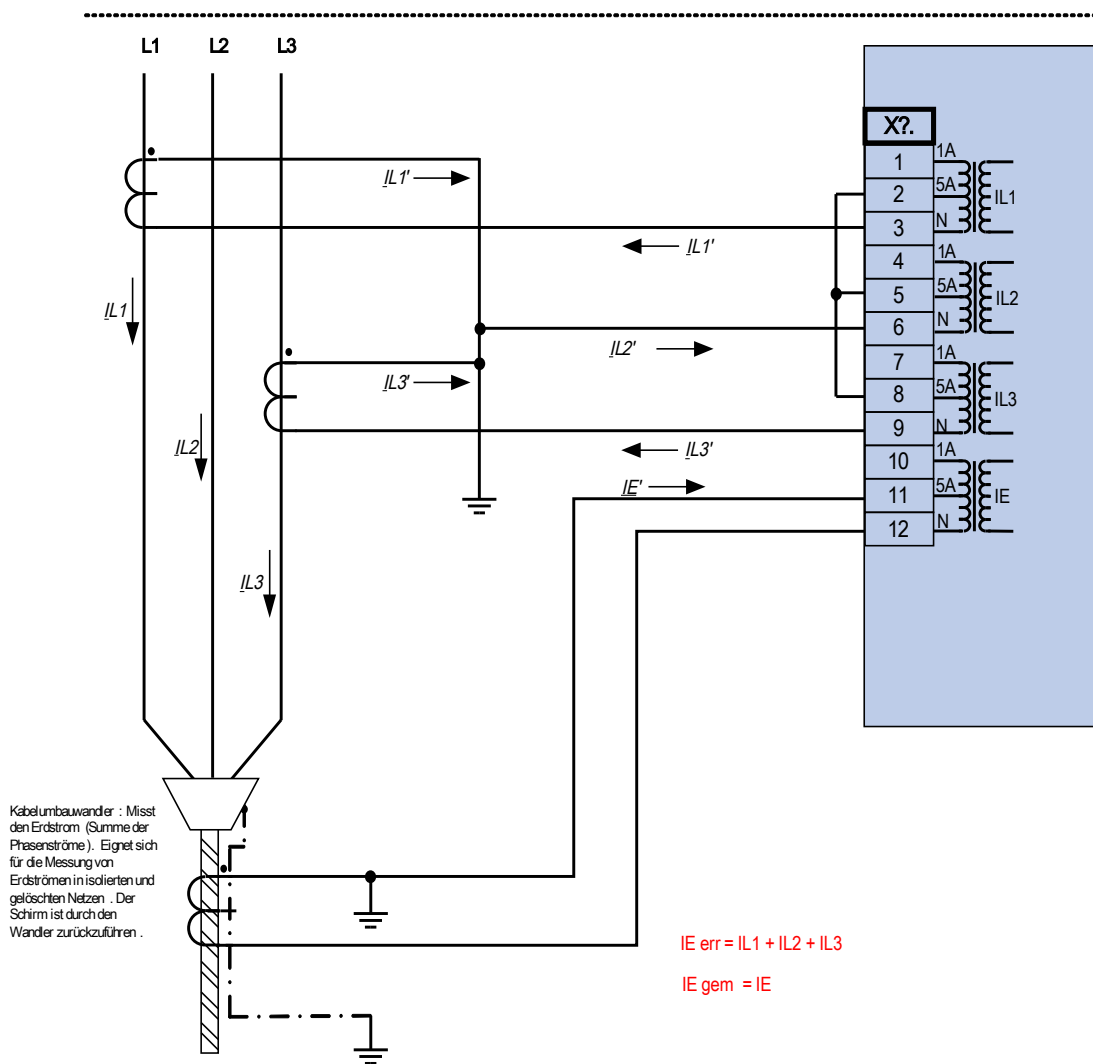 L1 L2 L3
X?.
1 1A
2 5A IL1
3 N
4 1A
5 5A IL2
6 N
7 1A
8 5A IL3
9 N
10 1A
11 5A IE
12 N
IL1'
IL1'
IL1
IL2'
IL3'
IL2
IL3'
IE'
IL3
Kabelumbauwandler : Misst
den Erdstrom (Summe der
Phasenströme ). Eignet sich
für die Messung von
Erdströmen in isolierten und
gelöschten Netzen . Der
Schirm ist durch den
Wandler zurückzuführen .
IE err = IL1 + IL2 + IL3
IE gem = IE